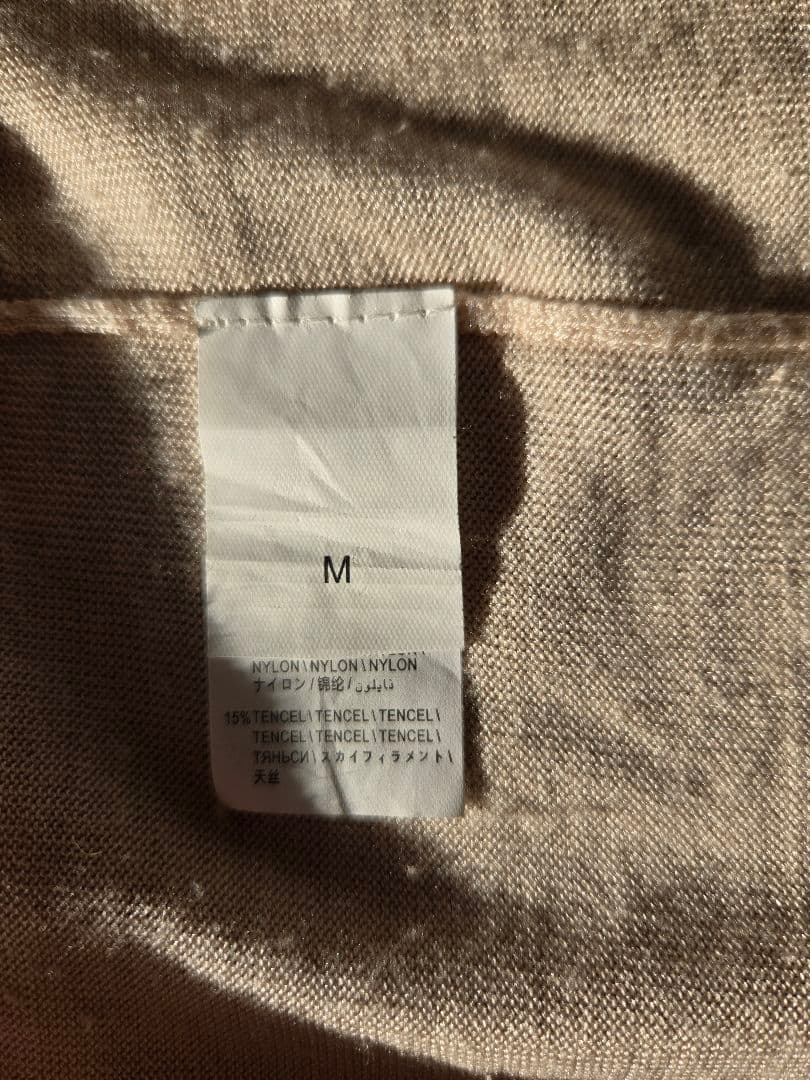 M
NYLON\NYLON\NYLON
ナイロン/锦纶/نايلون
15%TENCEL\TENCEL\TENCEL\
TENCEL\TENCEL\TENCEL\
ТЯНЬСИ\スカイフィラメント\
天丝